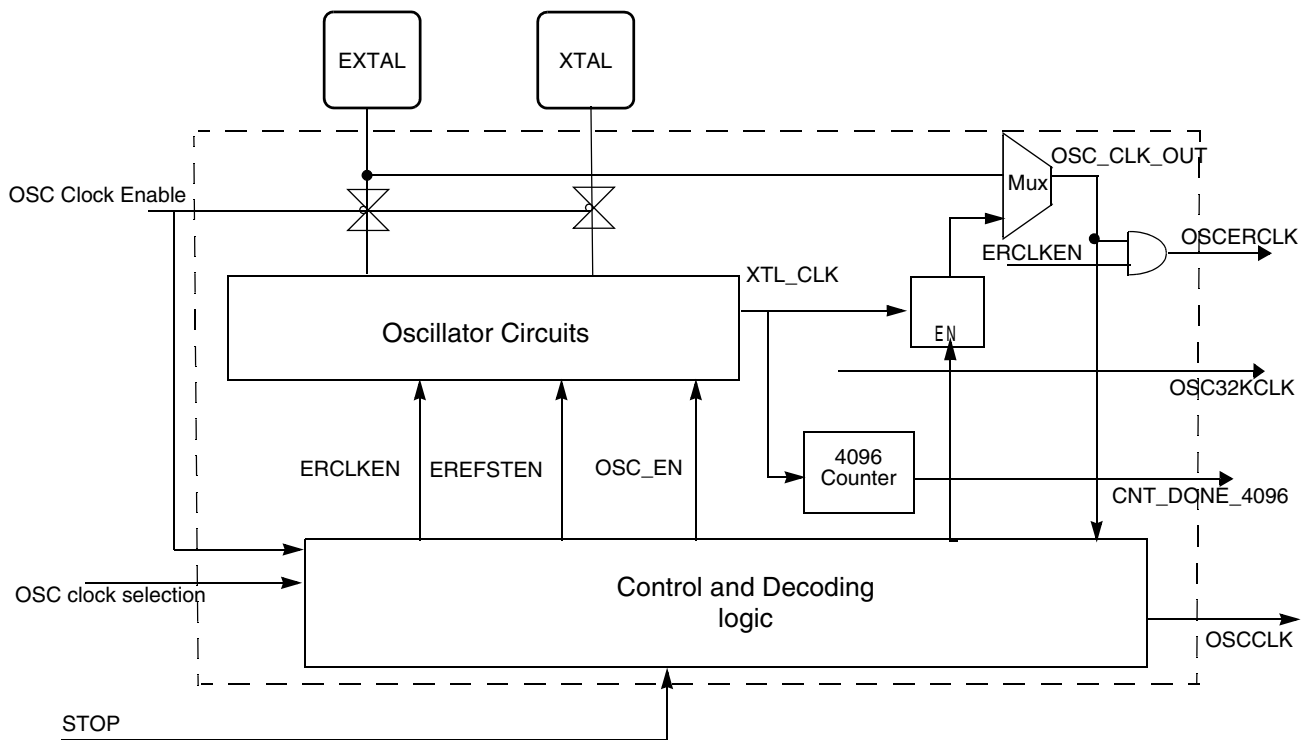 EXTAL
XTAL
OSC Clock Enable
Mux
OSC_CLK_OUT
ERCLKEN
OSCERCLK
XTL_CLK
Oscillator Circuits
EN
OSC32KCLK
ERCLKEN
EREFSTEN
OSC_EN
4096
Counter
CNT_DONE_4096
OSC clock selection
Control and Decoding
logic
OSCCLK
STOP